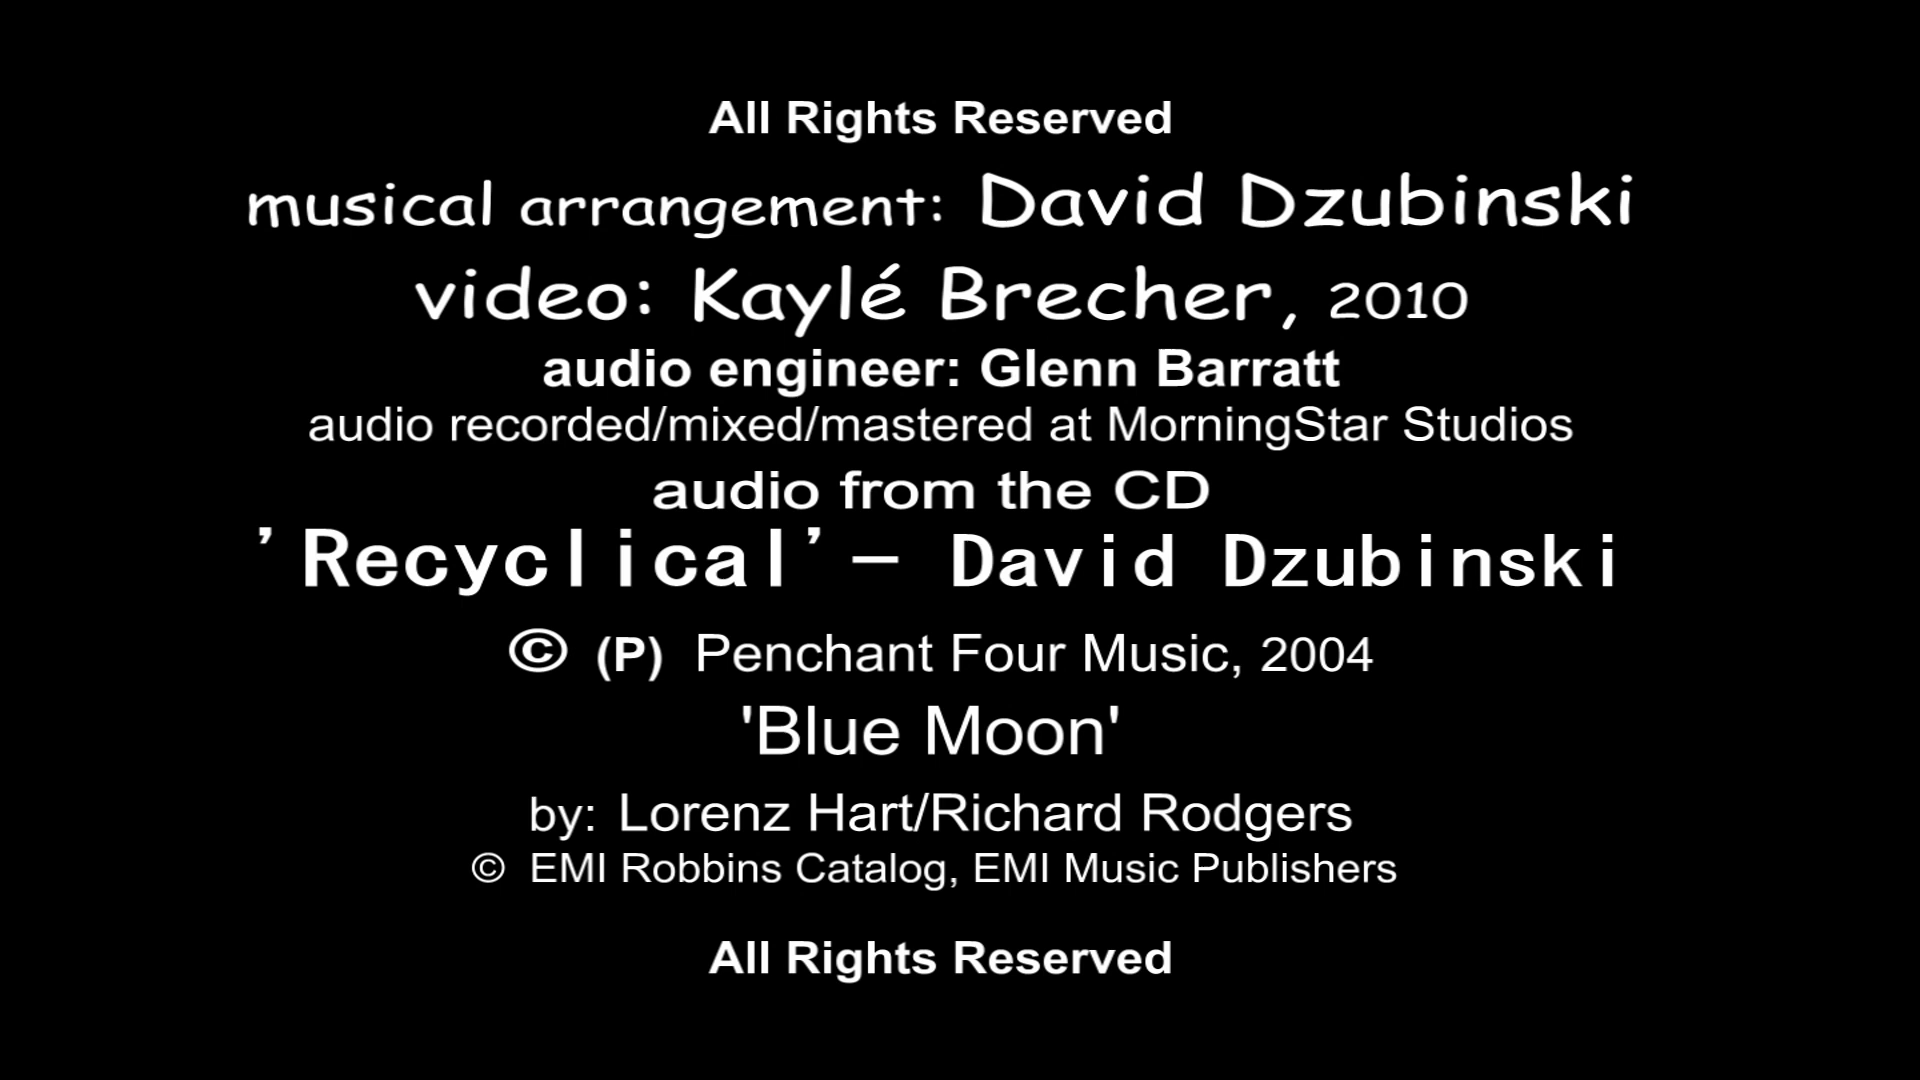 All Rights Reserved
musical arrangement: David Dzubinski
video: Kaylé Brecher, 2010
audio engineer: Glenn Barratt
audio recorded/mixed/mastered at MorningStar Studios
audio from the CD
'Recyclical'- David Dzubinski
© (P) Penchant Four Music, 2004
'Blue Moon'
by: Lorenz Hart/Richard Rodgers
© EMI Robbins Catalog, EMI Music Publishers
All Rights Reserved